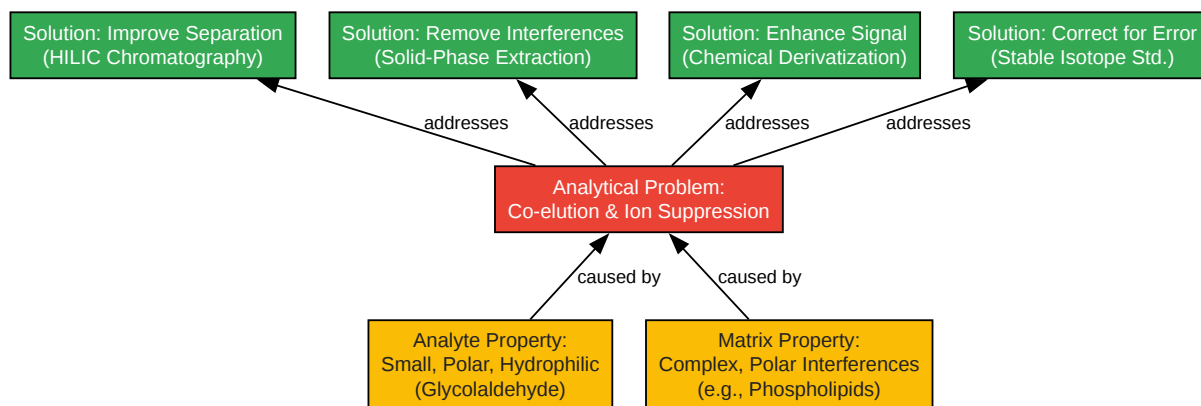 Solution: Improve Separation
(HILIC Chromatography)
Solution: Remove Interferences
(Solid-Phase Extraction)
Solution: Enhance Signal
(Chemical Derivatization)
Solution: Correct for Error
(Stable Isotope Std.)
addresses
addresses
addresses
addresses
Analytical Problem:
Co-elution & Ion Suppression
caused by
caused by
Analyte Property:
Small, Polar, Hydrophilic
(Glycolaldehyde)
Matrix Property:
Complex, Polar Interferences
(e.g., Phospholipids)